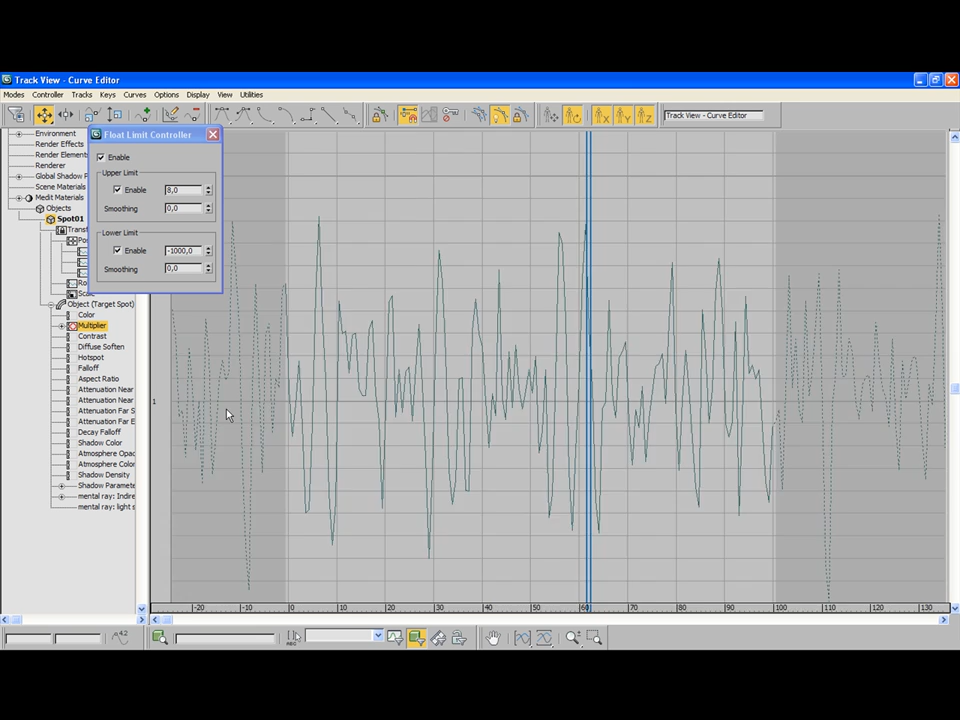 Track View - Curve Editor
Modes Controller Tracks Keys Curves Options Display View Utilities
Track View - Curve Editor
Float Limit Controller
Enable
Upper Limit
Enable 8,0
Smoothing 0,0
Lower Limit
Enable -1000,0
Smoothing 0,0
Environment
Render Effects
Render Elements
Renderer
Global Shadow P
Scene Materials
Medit Materials
Objects
Spot01
Transf
Pos
Ro
Scal
Object (Target Spot)
Color
Multiplier
Contrast
Diffuse Soften
Hotspot
Falloff
Aspect Ratio
Attenuation Near
Attenuation Near
Attenuation Far S
Attenuation Far E
Decay Falloff
Shadow Color
Atmosphere Opac
Atmosphere Color
Shadow Density
Shadow Paramete
mental ray: Indire
mental ray: light s
1
-20 -10 0 10 20 30 40 50 60 70 80 90 100 110 120 130